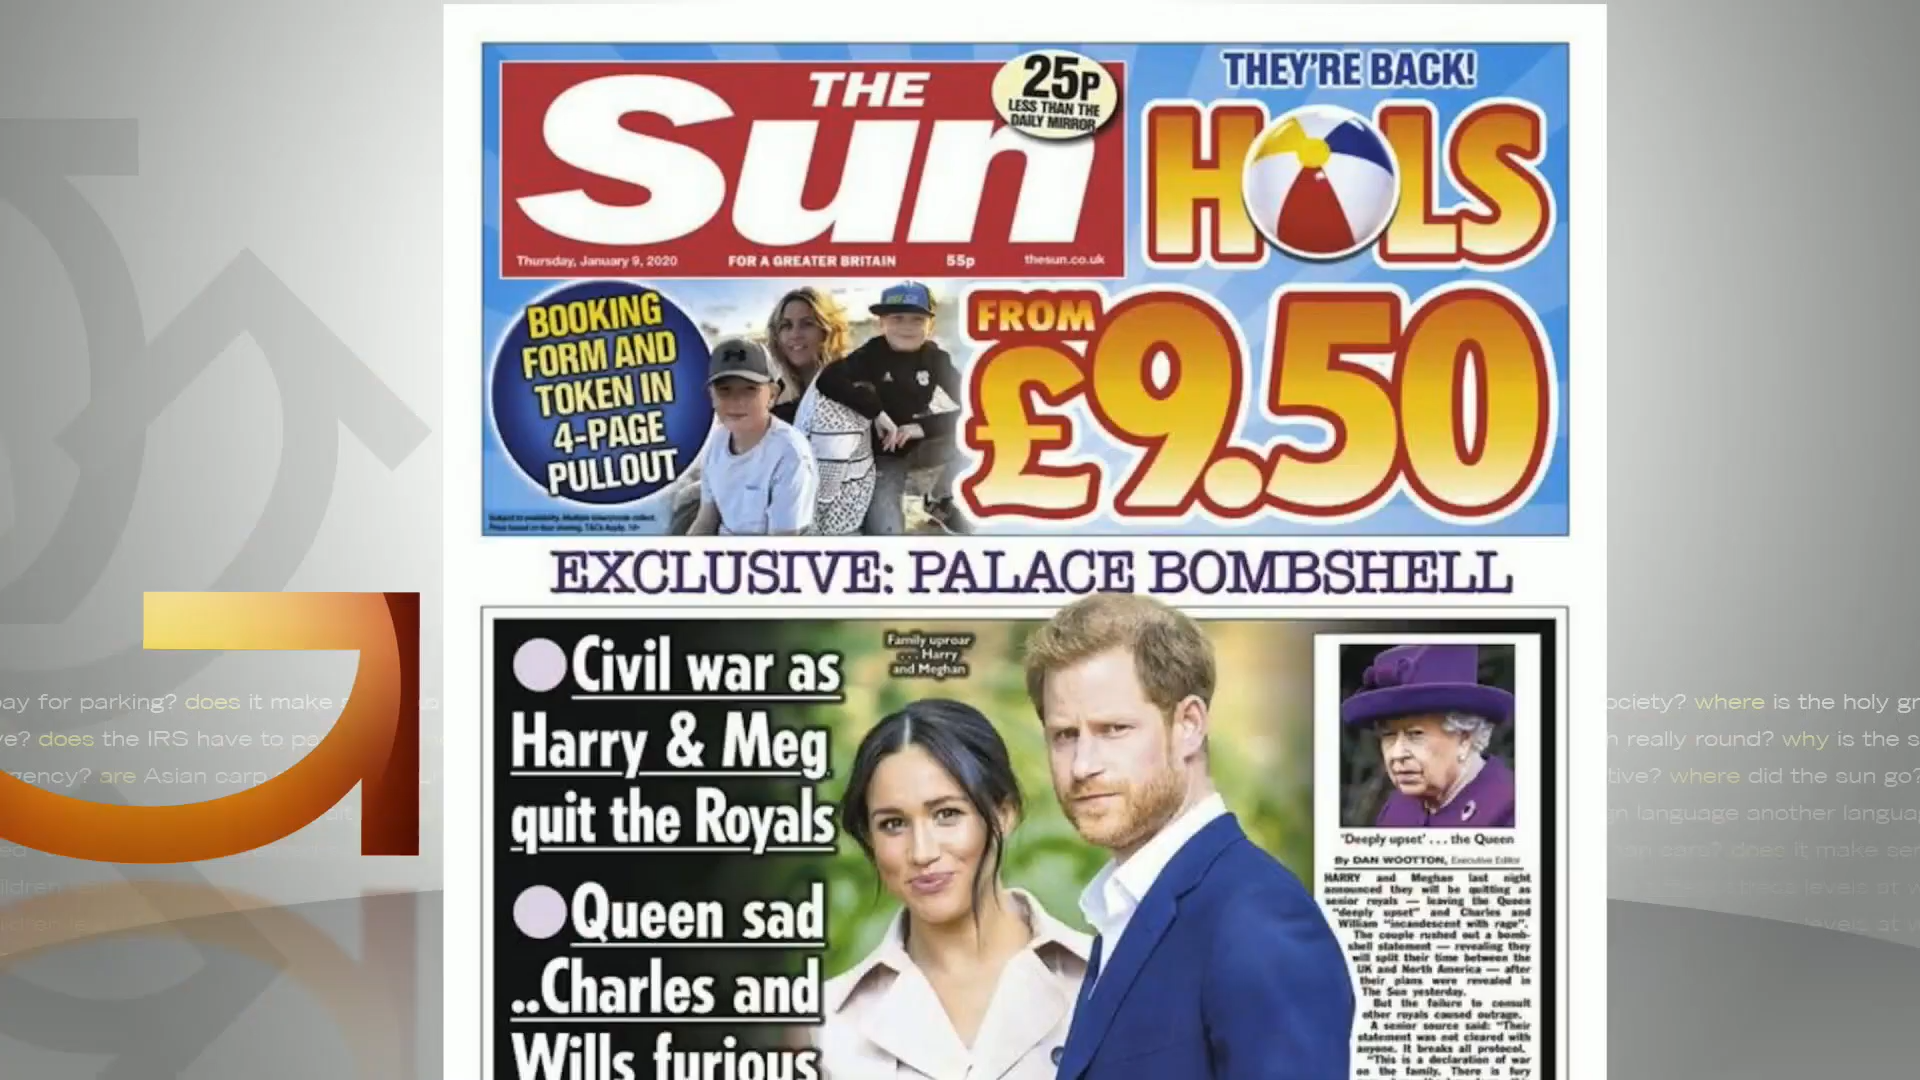 THE
Sun
25P
LESS THAN THE
DAILY MIRROR
Thursday, January 9, 2020
FOR A GREATER BRITAIN
55p
thesun.co.uk
THEY'RE BACK!
HOLS
FROM
£9.50
BOOKING
FORM AND
TOKEN IN
4-PAGE
PULLOUT
EXCLUSIVE: PALACE BOMBSHELL
Civil war as
Harry & Meg
quit the Royals
Queen sad
..Charles and
Wills furious
Family uproar
. . . Harry
and Meghan
'Deeply upset' . . . the Queen
By DAN WOOTTON, Executive Editor
HARRY and Meghan last night
announced they will be quitting as
senior royals — leaving the Queen
"deeply upset" and Charles and
William "incandescent with rage".
The couple rushed out a bomb-
shell statement — revealing they
will split their time between the
UK and North America — after
their plans were revealed in
The Sun yesterday.
But the failure to consult
other royals caused outrage.
A senior source said: "Their
statement was not cleared with
anyone. It breaks all protocol.
"This is a declaration of war
on the family. There is fury
pay for parking? does it make
does the IRS have to
are Asian carp
where is the holy
really round? why is the
where did the sun go?
language another
does it make
levels at